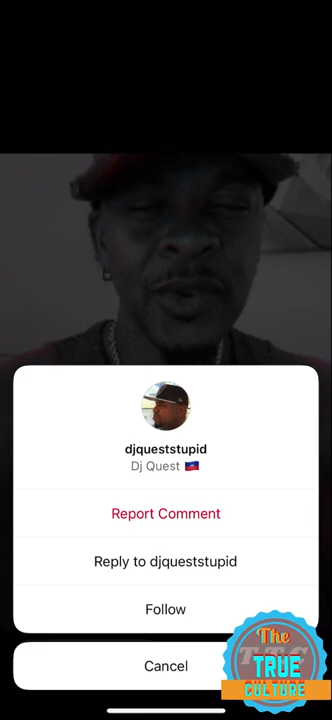 djqueststupid
Dj Quest 🇭🇹
Report Comment
Reply to djqueststupid
Follow
Cancel
The
T.T.C
TRUE
CULTURE